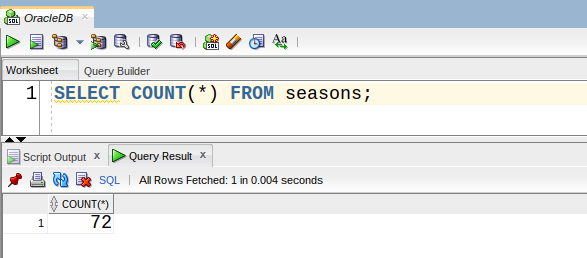 OracleDB
Worksheet Query Builder
1 SELECT COUNT(*) FROM seasons;
Script Output x Query Result x
SQL | All Rows Fetched: 1 in 0.004 seconds
COUNT(*)
1 72